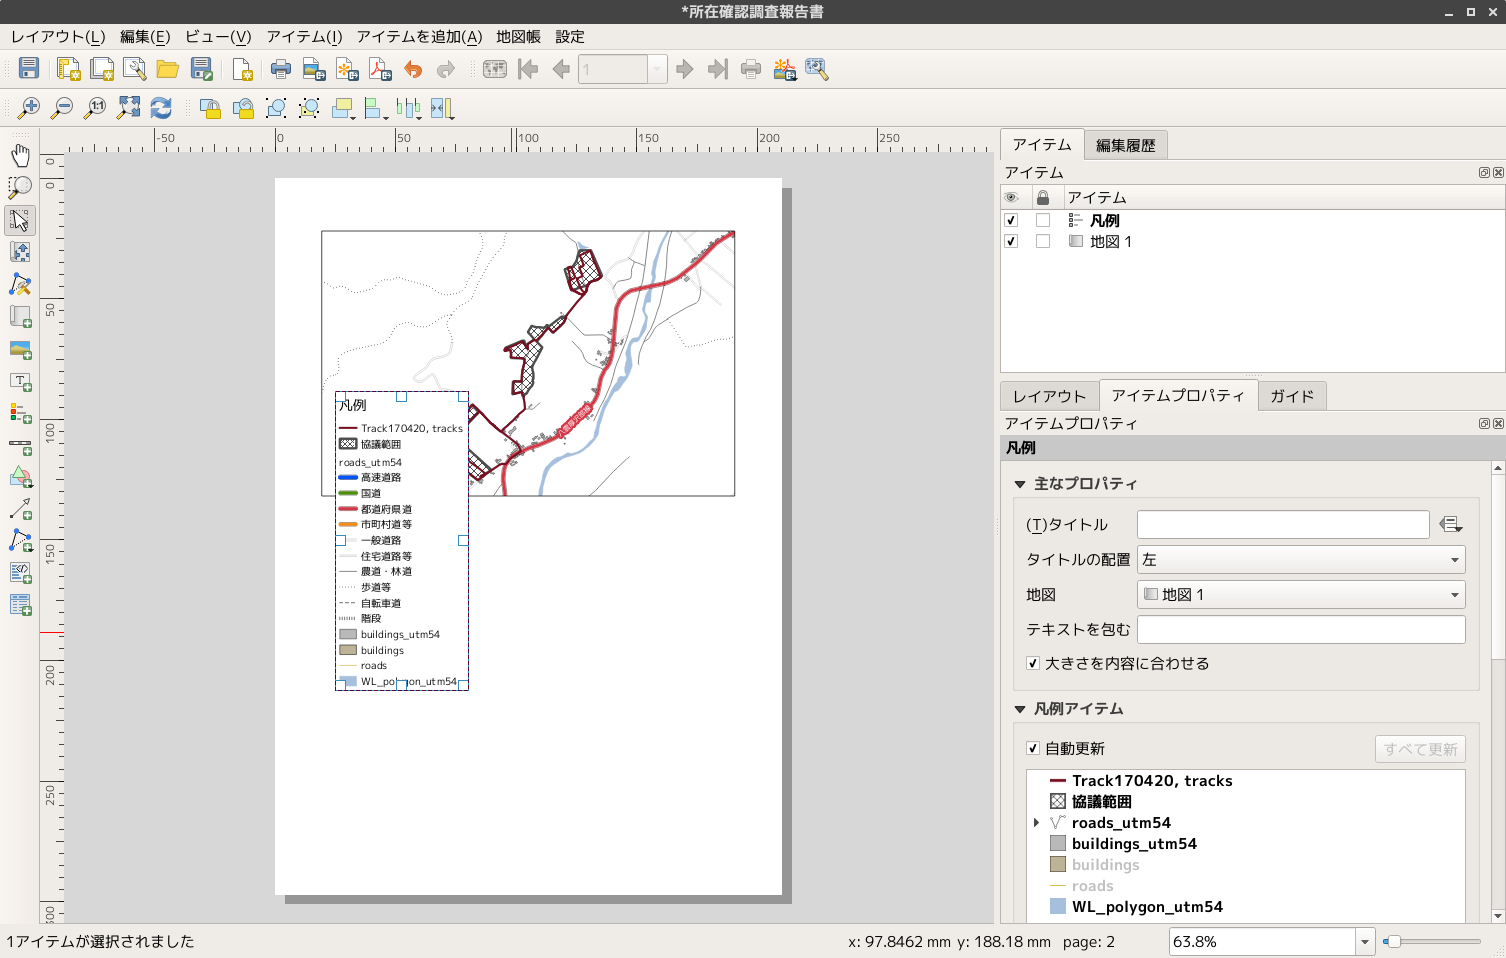 *所在確認調査報告書
レイアウト(L) 編集(E) ビュー(V) アイテム(I) アイテムを追加(A) 地図帳 設定
1
1:1
-50 0 50 100 150 200 250
0
0
50
100
150
200
250
300
アイテム 編集履歴
アイテム
アイテム
凡例
地図 1
凡例
Track170420, tracks
協議範囲
roads_utm54
高速道路
国道
都道府県道
市町村道等
一般道路
住宅道路等
農道・林道
歩道等
自転車道
階段
buildings_utm54
buildings
roads
WL_polygon_utm54
レイアウト アイテムプロパティ ガイド
アイテムプロパティ
凡例
主なプロパティ
(T)タイトル
タイトルの配置 左
地図 地図 1
テキストを包む
大きさを内容に合わせる
凡例アイテム
自動更新 すべて更新
Track170420, tracks
協議範囲
roads_utm54
buildings_utm54
buildings
roads
WL_polygon_utm54
1アイテムが選択されました x: 97.8462 mm y: 188.18 mm page: 2 63.8%